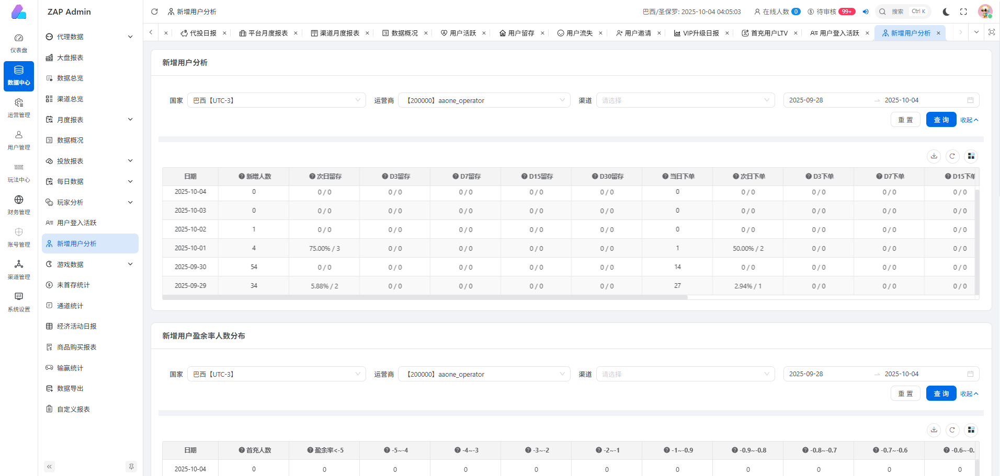 ZAP Admin
新增用户分析
巴西/圣保罗: 2025-10-04 04:05:03
在线人数 0
待审核 99+
搜索 Ctrl K
代投日报
平台月度报表
渠道月度报表
数据概况
用户活跃
用户留存
用户流失
用户邀请
VIP升级日报
首充用户LTV
用户登入活跃
新增用户分析
仪表盘
数据中心
运营管理
用户管理
玩法中心
财务管理
账号管理
渠道管理
系统设置
代理数据
大盘报表
数据总览
渠道总览
月度报表
数据概况
投放报表
每日数据
玩家分析
用户登入活跃
新增用户分析
游戏数据
未首存统计
通道统计
经济活动日报
商品购买报表
输赢统计
数据导出
自定义报表
新增用户分析
国家 巴西【UTC-3】 运营商 【200000】aaone_operator 渠道 请选择 2025-09-28 → 2025-10-04
重 置 查 询 收起
日期 新增人数 次日留存 D3留存 D7留存 D15留存 D30留存 当日下单 次日下单 D3下单 D7下单 D15下单
2025-10-04 0 0 / 0 0 / 0 0 / 0 0 / 0 0 / 0 0 0 / 0 0 / 0 0 / 0 0 / 0
2025-10-03 0 0 / 0 0 / 0 0 / 0 0 / 0 0 / 0 0 0 / 0 0 / 0 0 / 0 0 / 0
2025-10-02 1 0 / 0 0 / 0 0 / 0 0 / 0 0 / 0 0 0 / 0 0 / 0 0 / 0 0 / 0
2025-10-01 4 75.00% / 3 0 / 0 0 / 0 0 / 0 0 / 0 1 50.00% / 2 0 / 0 0 / 0 0 / 0
2025-09-30 54 0 / 0 0 / 0 0 / 0 0 / 0 0 / 0 14 0 / 0 0 / 0 0 / 0 0 / 0
2025-09-29 34 5.88% / 2 0 / 0 0 / 0 0 / 0 0 / 0 27 2.94% / 1 0 / 0 0 / 0 0 / 0
新增用户盈余率人数分布
国家 巴西【UTC-3】 运营商 【200000】aaone_operator 渠道 请选择 2025-09-28 → 2025-10-04
重 置 查 询 收起
日期 首充人数 盈余率<-5 -5~-4 -4~-3 -3~-2 -2~-1 -1~-0.9 -0.9~-0.8 -0.8~-0.7 -0.7~-0.6 -0.6~-0.
2025-10-04 0 0 0 0 0 0 0 0 0 0 0